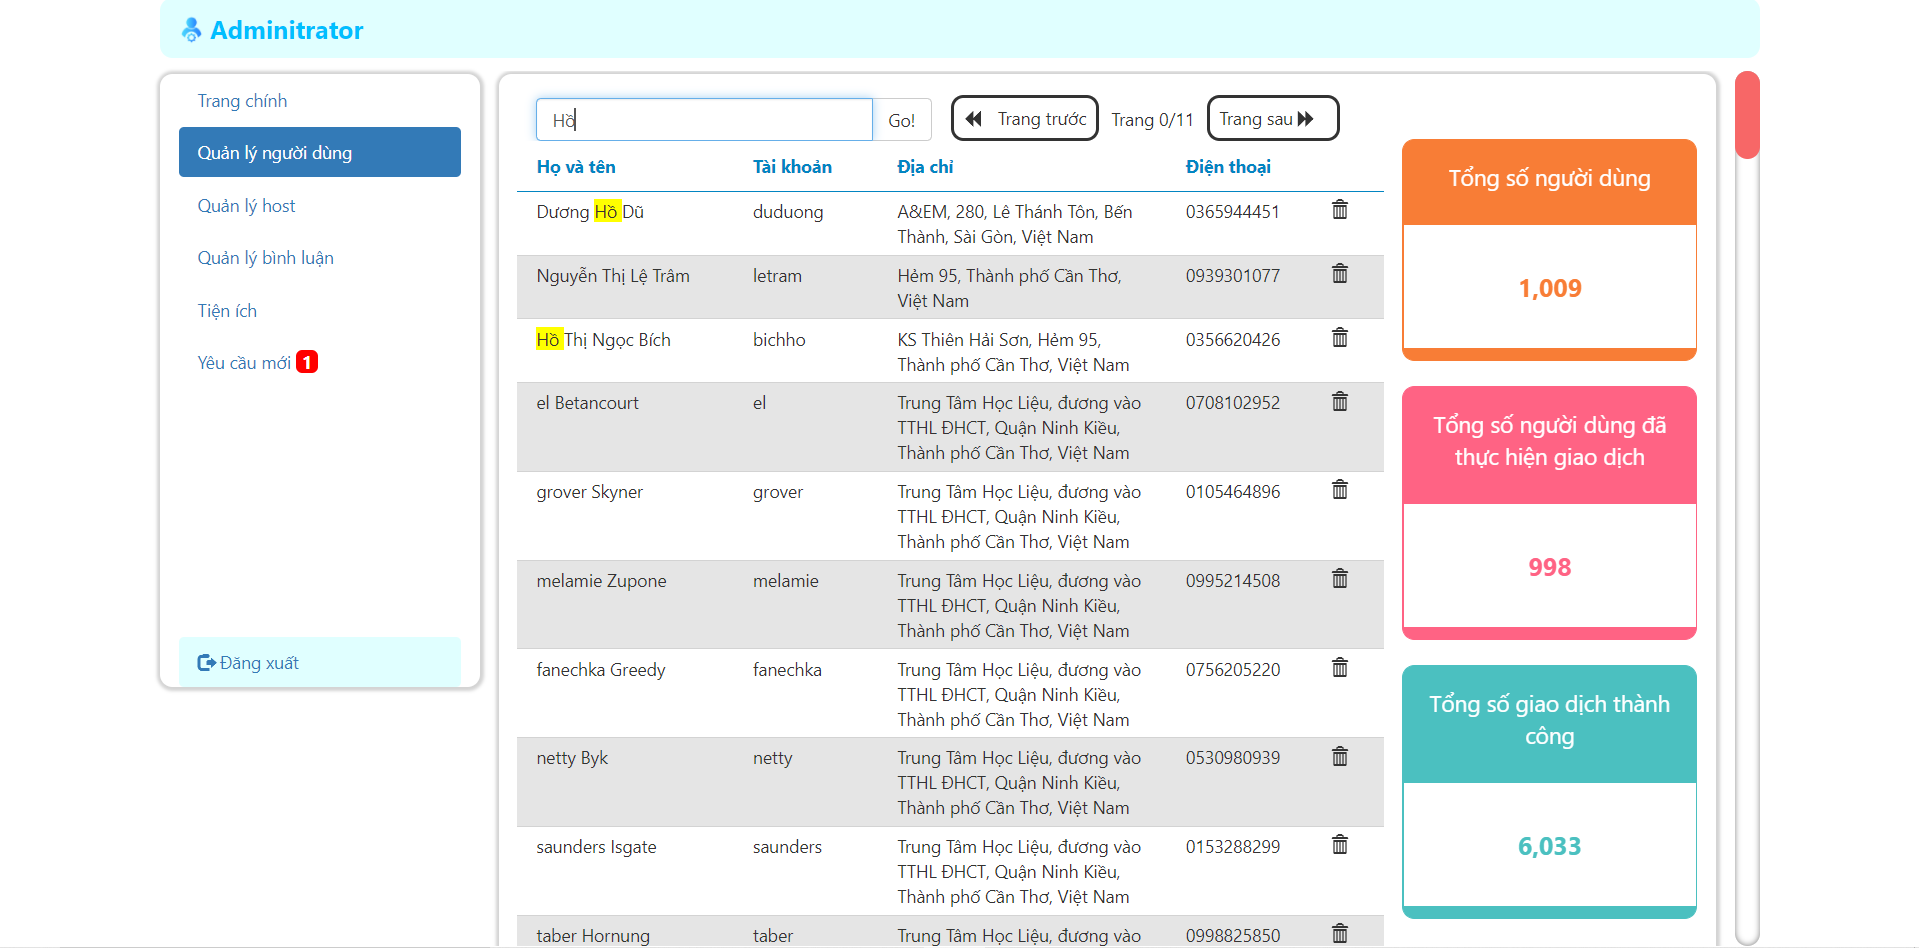 Adminitrator
Trang chính
Quản lý người dùng
Quản lý host
Quản lý bình luận
Tiện ích
Yêu cầu mới 1
Đăng xuất
Hồ Go! Trang trước Trang 0/11 Trang sau
Họ và tên Tài khoản Địa chỉ Điện thoại
Dương Hồ Dũ duduong A&EM, 280, Lê Thánh Tôn, Bến 0365944451
Thành, Sài Gòn, Việt Nam
Nguyễn Thị Lệ Trâm letram Hẻm 95, Thành phố Cần Thơ, 0939301077
Việt Nam
Hồ Thị Ngọc Bích bichho KS Thiên Hải Sơn, Hẻm 95, 0356620426
Thành phố Cần Thơ, Việt Nam
el Betancourt el Trung Tâm Học Liệu, đương vào 0708102952
TTHL ĐHCT, Quận Ninh Kiều,
Thành phố Cần Thơ, Việt Nam
grover Skyner grover Trung Tâm Học Liệu, đương vào 0105464896
TTHL ĐHCT, Quận Ninh Kiều,
Thành phố Cần Thơ, Việt Nam
melamie Zupone melamie Trung Tâm Học Liệu, đương vào 0995214508
TTHL ĐHCT, Quận Ninh Kiều,
Thành phố Cần Thơ, Việt Nam
fanechka Greedy fanechka Trung Tâm Học Liệu, đương vào 0756205220
TTHL ĐHCT, Quận Ninh Kiều,
Thành phố Cần Thơ, Việt Nam
netty Byk netty Trung Tâm Học Liệu, đương vào 0530980939
TTHL ĐHCT, Quận Ninh Kiều,
Thành phố Cần Thơ, Việt Nam
saunders Isgate saunders Trung Tâm Học Liệu, đương vào 0153288299
TTHL ĐHCT, Quận Ninh Kiều,
Thành phố Cần Thơ, Việt Nam
taber Hornung taber Trung Tâm Học Liệu, đương vào 0998825850
Tổng số người dùng
1,009
Tổng số người dùng đã
thực hiện giao dịch
998
Tổng số giao dịch thành
công
6,033